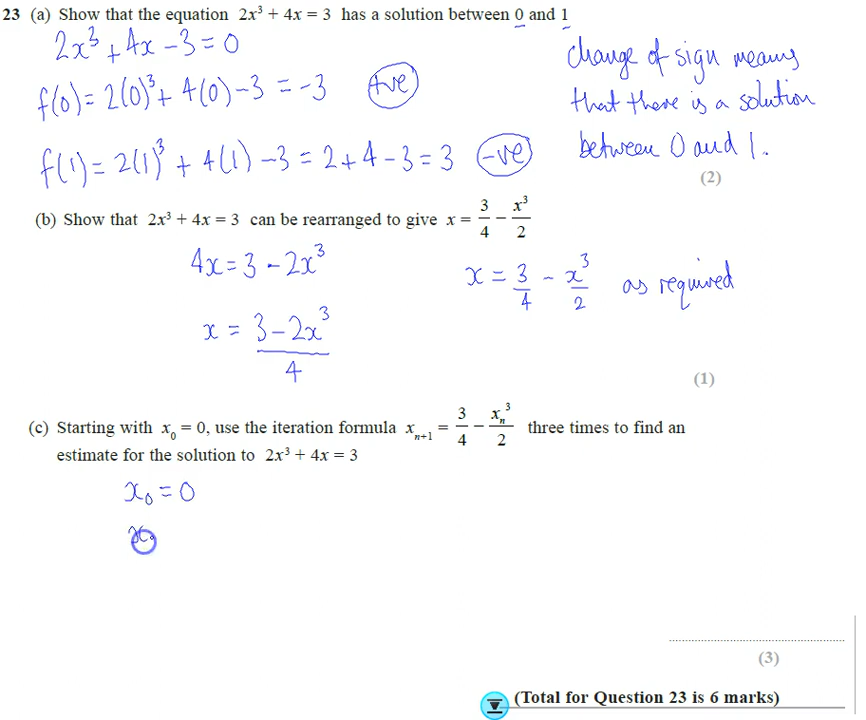 23 (a) Show that the equation 2x³ + 4x = 3 has a solution between 0 and 1
2x³ + 4x − 3 = 0
f(0) = 2(0)³ + 4(0) − 3 = −3 +ve
f(1) = 2(1)³ + 4(1) − 3 = 2 + 4 − 3 = 3 −ve
change of sign means
that there is a solution
between 0 and 1.
(2)
(b) Show that 2x³ + 4x = 3 can be rearranged to give x = 3/4 − x³/2
4x = 3 − 2x³
x = (3 − 2x³)/4
x = 3/4 − x³/2 as required
(1)
(c) Starting with x₀ = 0, use the iteration formula xₙ₊₁ = 3/4 − xₙ³/2 three times to find an
estimate for the solution to 2x³ + 4x = 3
x₀ = 0
(3)
(Total for Question 23 is 6 marks)